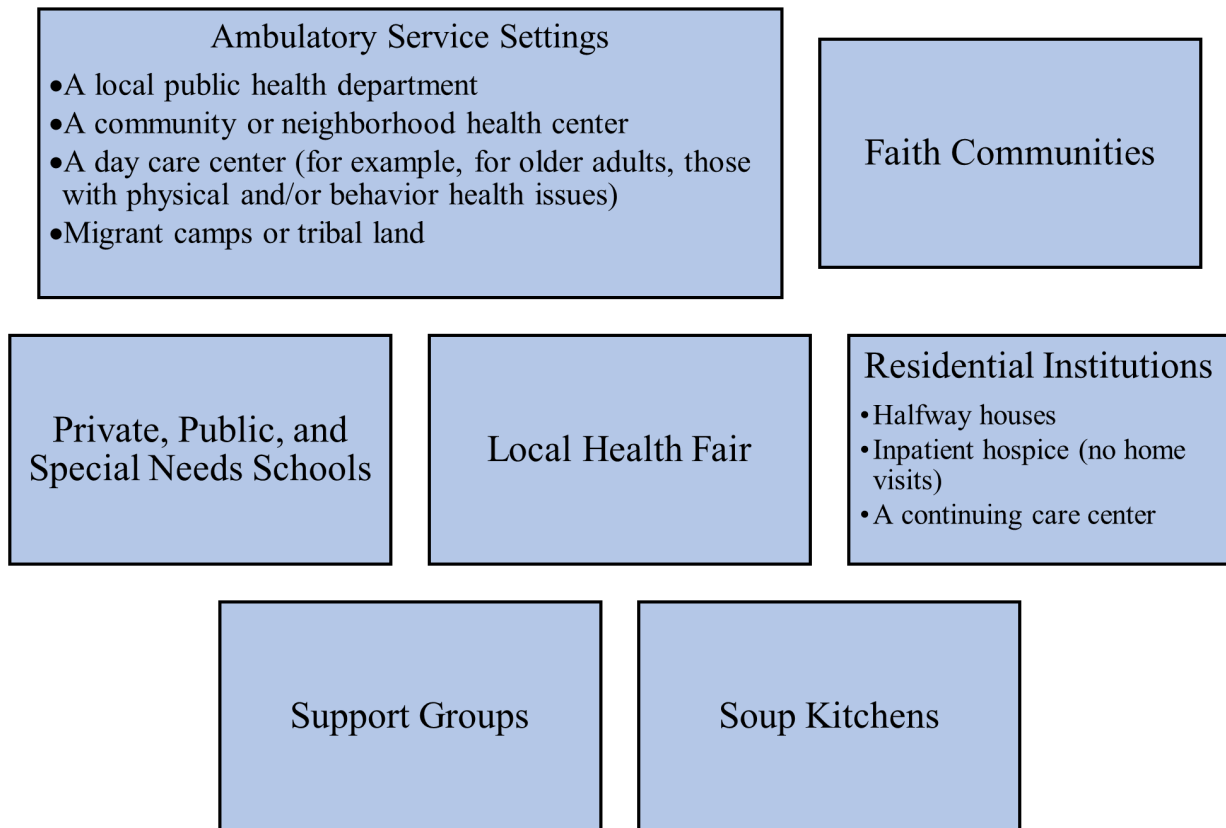 Ambulatory Service Settings
•A local public health department
•A community or neighborhood health center
•A day care center (for example, for older adults, those
with physical and/or behavior health issues)
•Migrant camps or tribal land
Faith Communities
Private, Public, and
Special Needs Schools
Local Health Fair
Residential Institutions
•Halfway houses
•Inpatient hospice (no home
visits)
•A continuing care center
Support Groups
Soup Kitchens